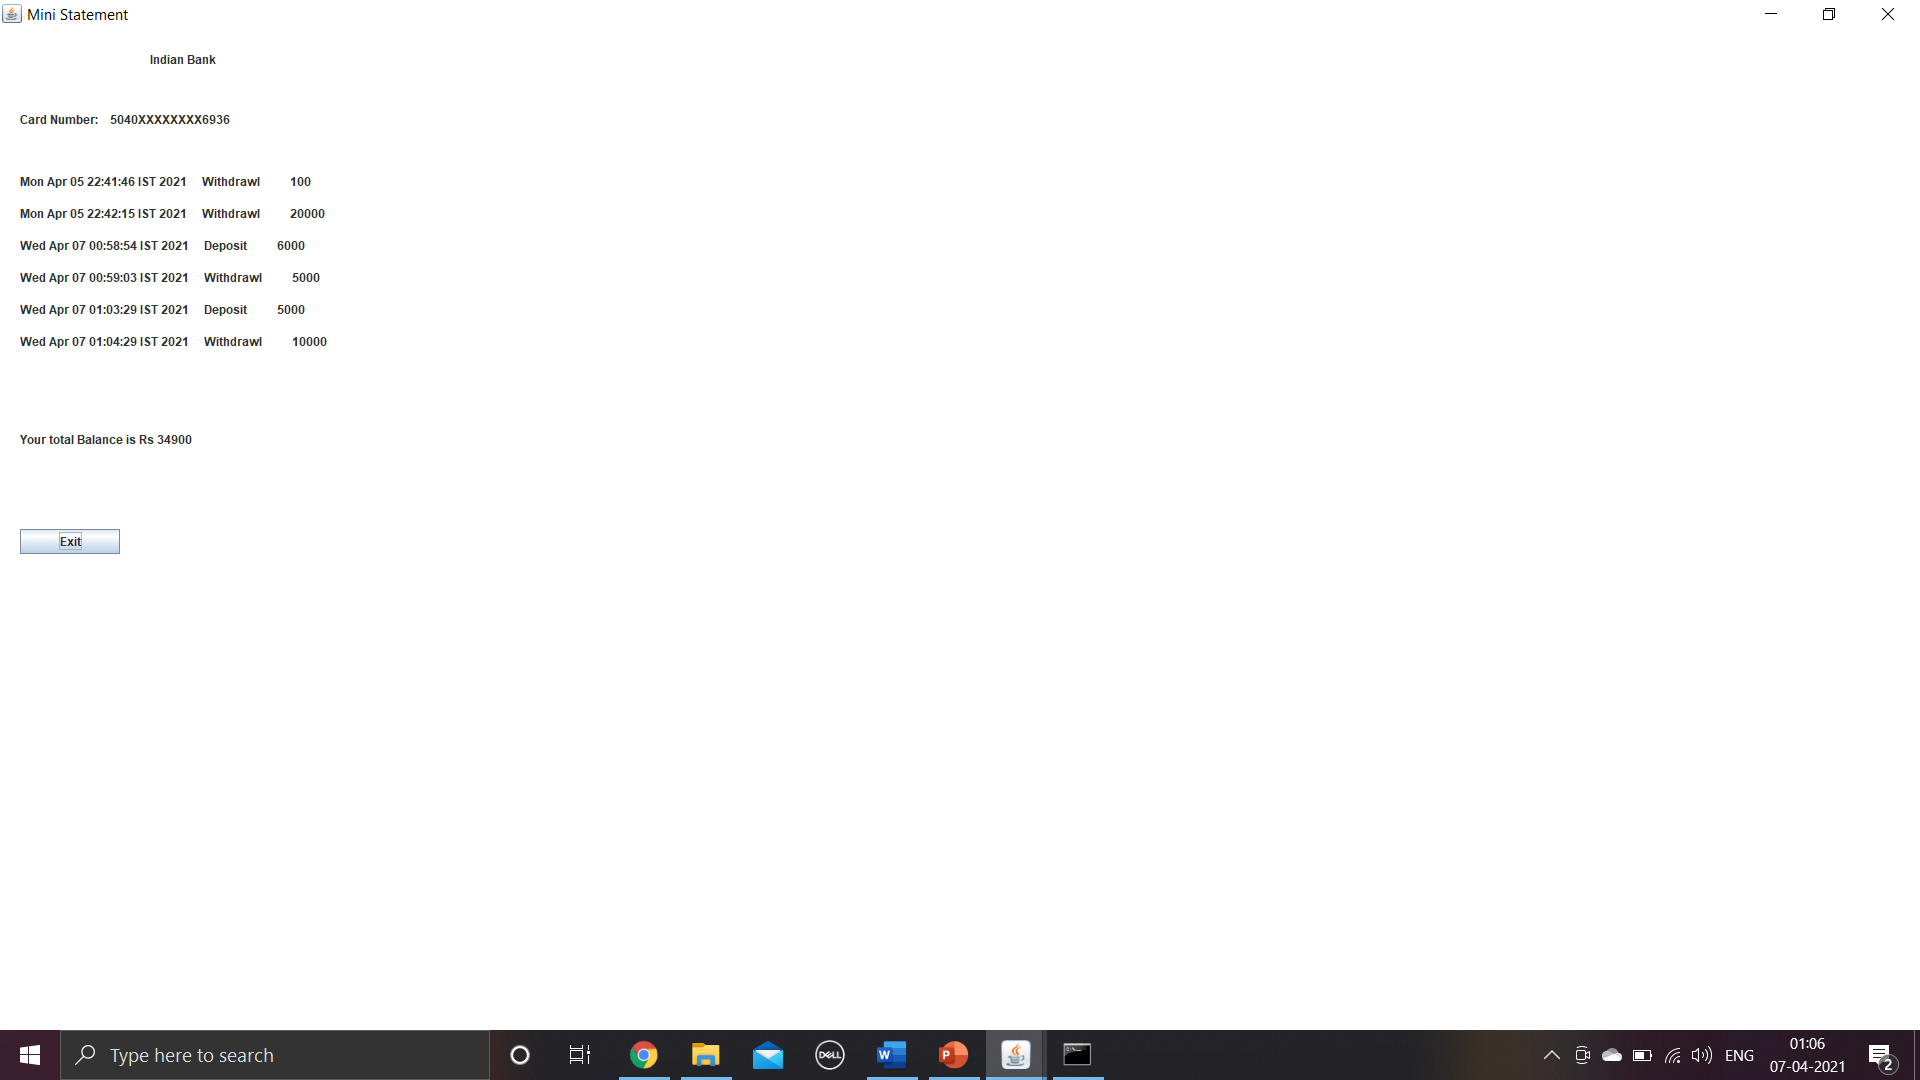 Mini Statement
Indian Bank
Card Number: 5040XXXXXXXX6936
Mon Apr 05 22:41:46 IST 2021 Withdrawl 100
Mon Apr 05 22:42:15 IST 2021 Withdrawl 20000
Wed Apr 07 00:58:54 IST 2021 Deposit 6000
Wed Apr 07 00:59:03 IST 2021 Withdrawl 5000
Wed Apr 07 01:03:29 IST 2021 Deposit 5000
Wed Apr 07 01:04:29 IST 2021 Withdrawl 10000
Your total Balance is Rs 34900
Exit
Type here to search
DELL
W
P
ENG
01:06
07-04-2021
2